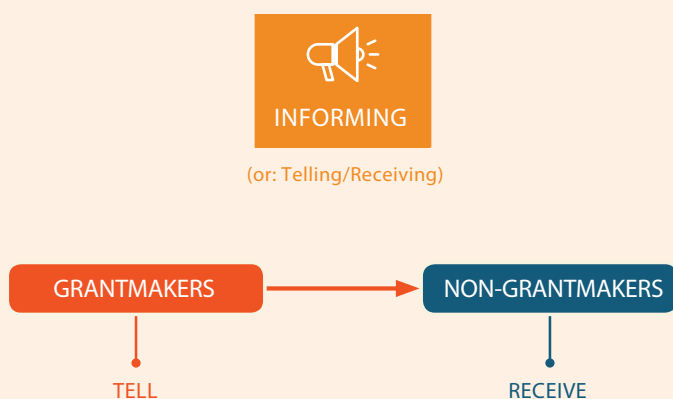 INFORMING
(or: Telling/Receiving)
GRANTMAKERS
NON-GRANTMAKERS
TELL
RECEIVE